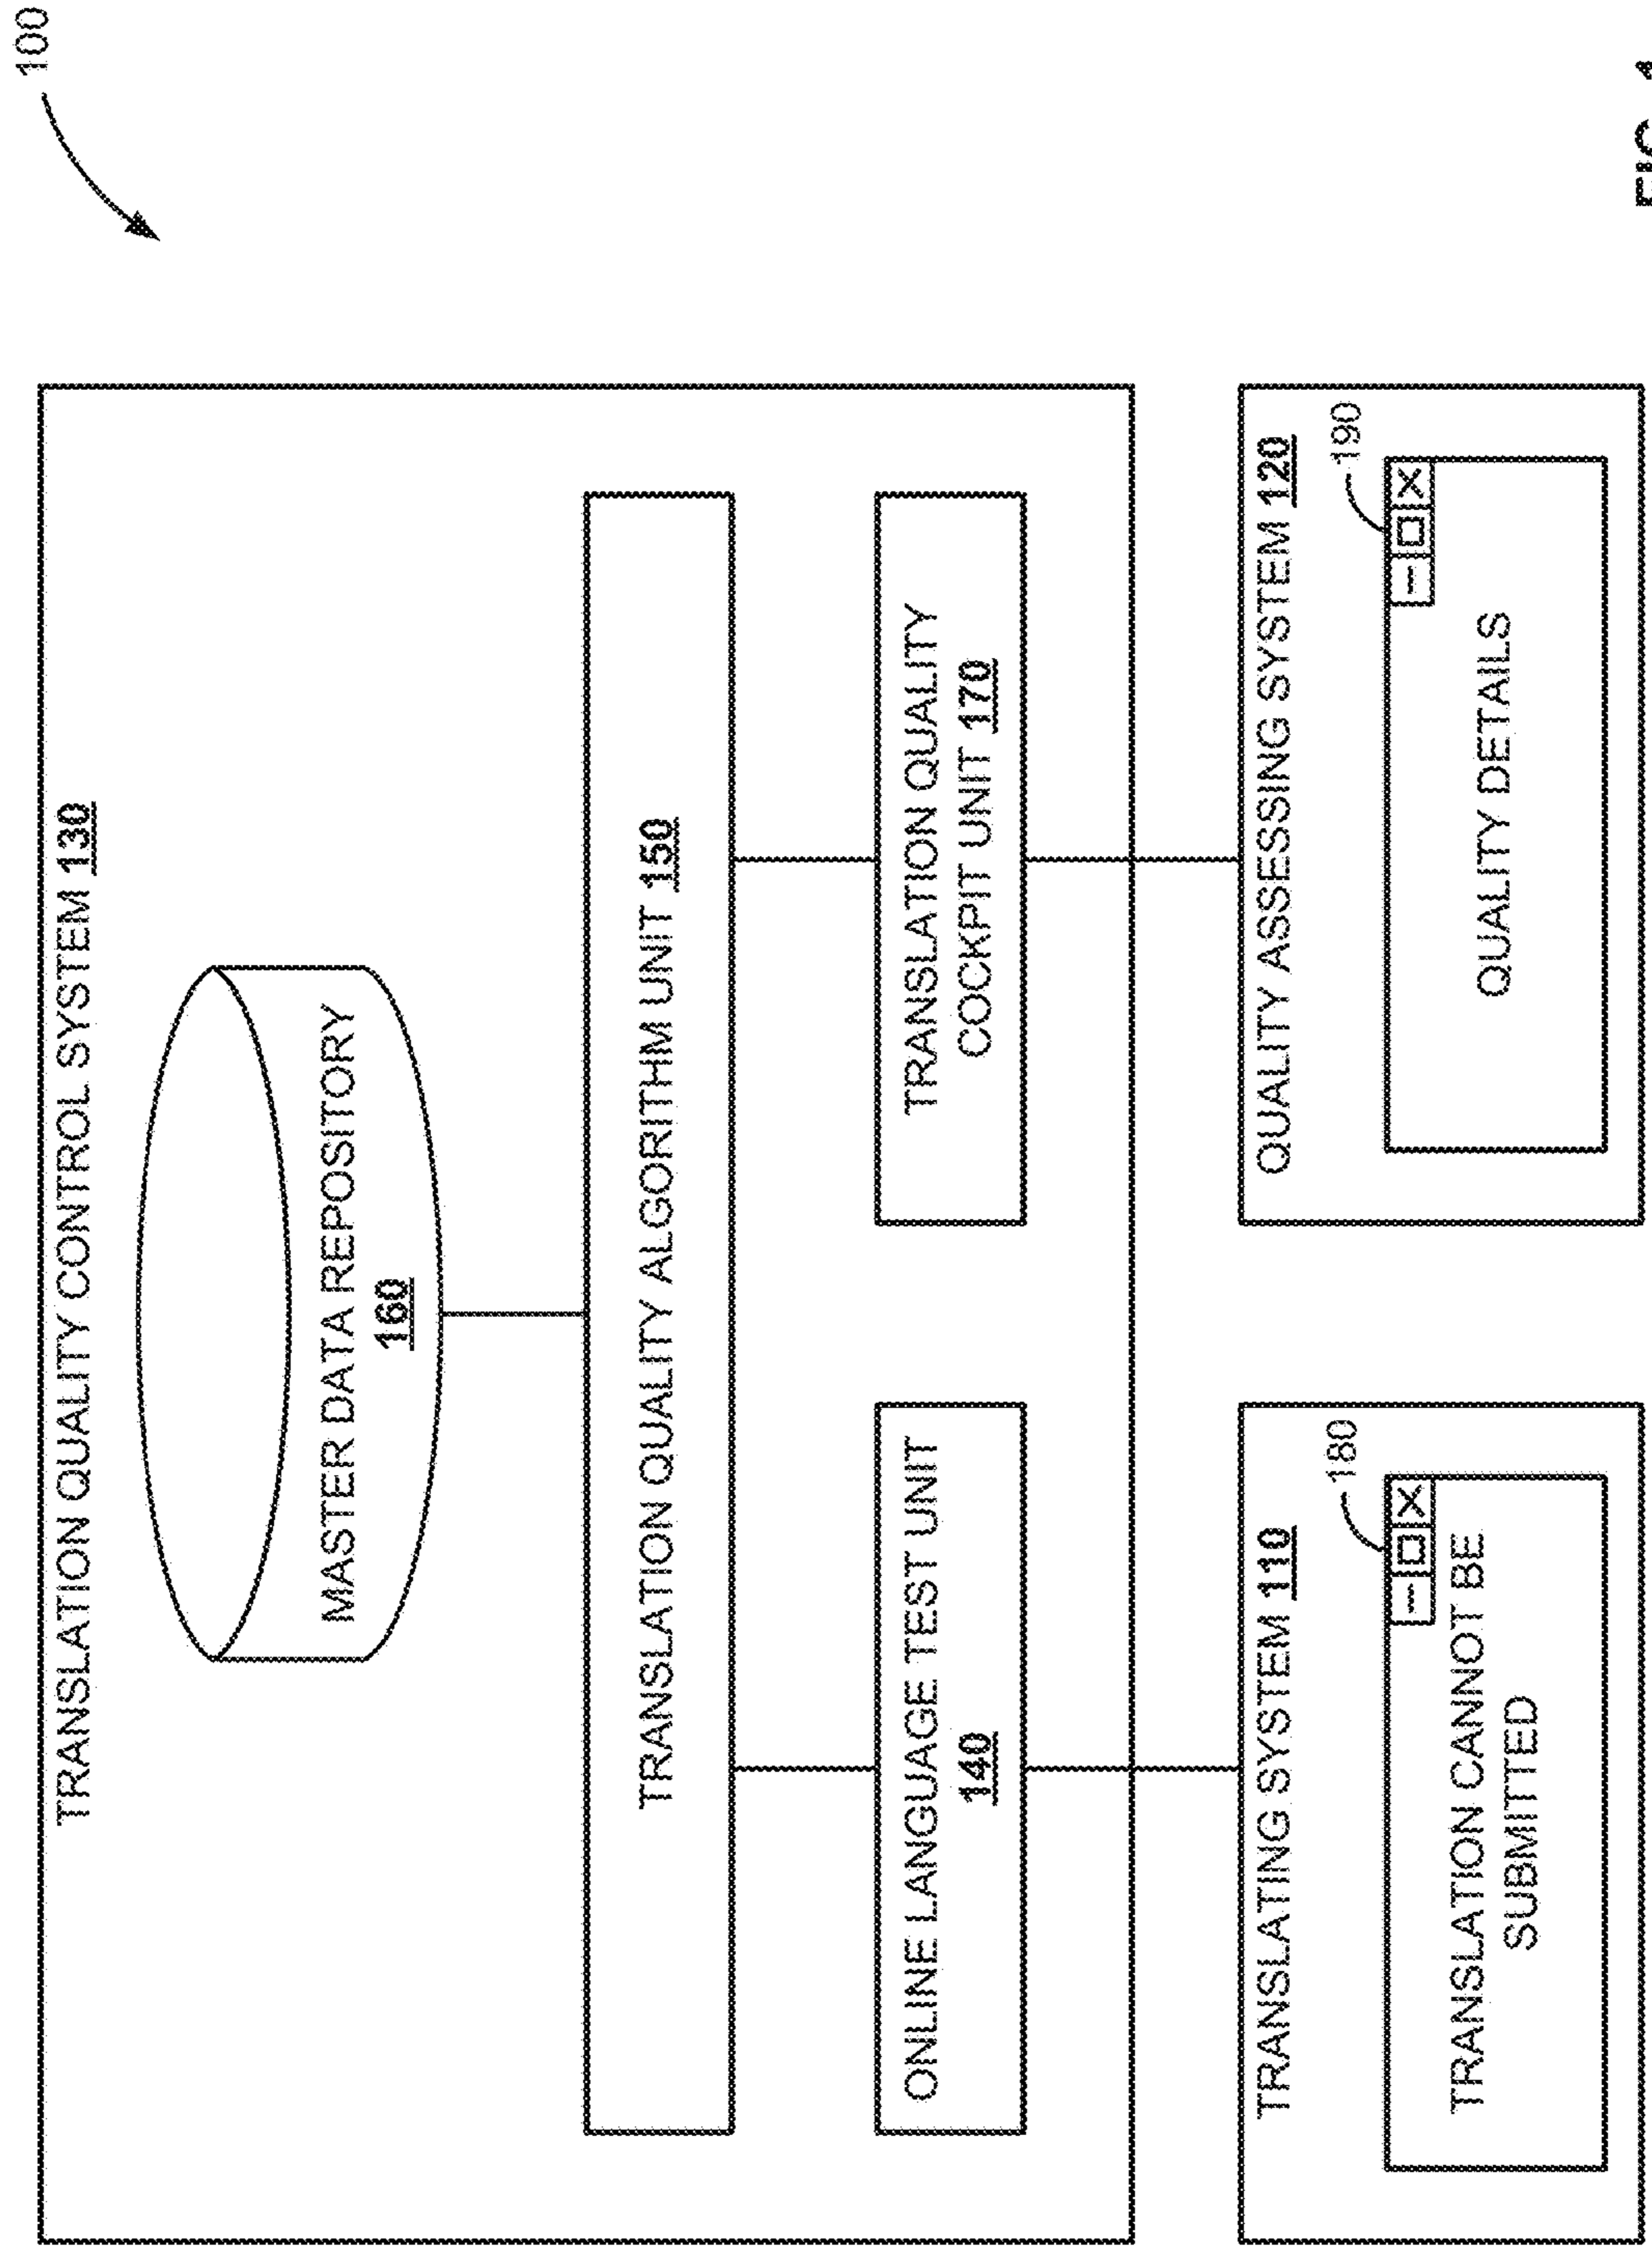 100
TRANSLATION QUALITY CONTROL SYSTEM 130
MASTER DATA REPOSITORY
160
TRANSLATION QUALITY ALGORITHM UNIT 150
ONLINE LANGUAGE TEST UNIT
140
TRANSLATION QUALITY
COCKPIT UNIT 170
TRANSLATING SYSTEM 110
180
TRANSLATION CANNOT BE
SUBMITTED
QUALITY ASSESSING SYSTEM 120
190
QUALITY DETAILS